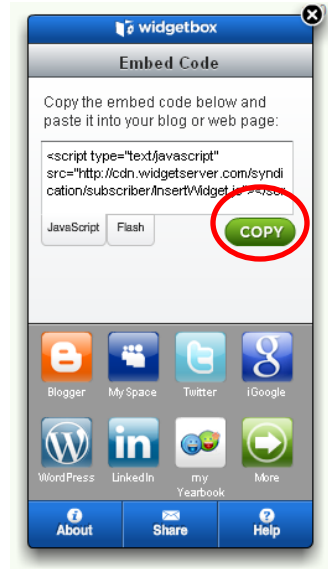 widgetbox
Embed Code
Copy the embed code below and
paste it into your blog or web page:
<script type="text/javascript"
src="http://cdn.widgetserver.com/syndi
cation/subscriber/InsertWidget.js"></scr
JavaScript Flash COPY
Blogger MySpace Twitter iGoogle
WordPress LinkedIn my Yearbook More
About Share Help